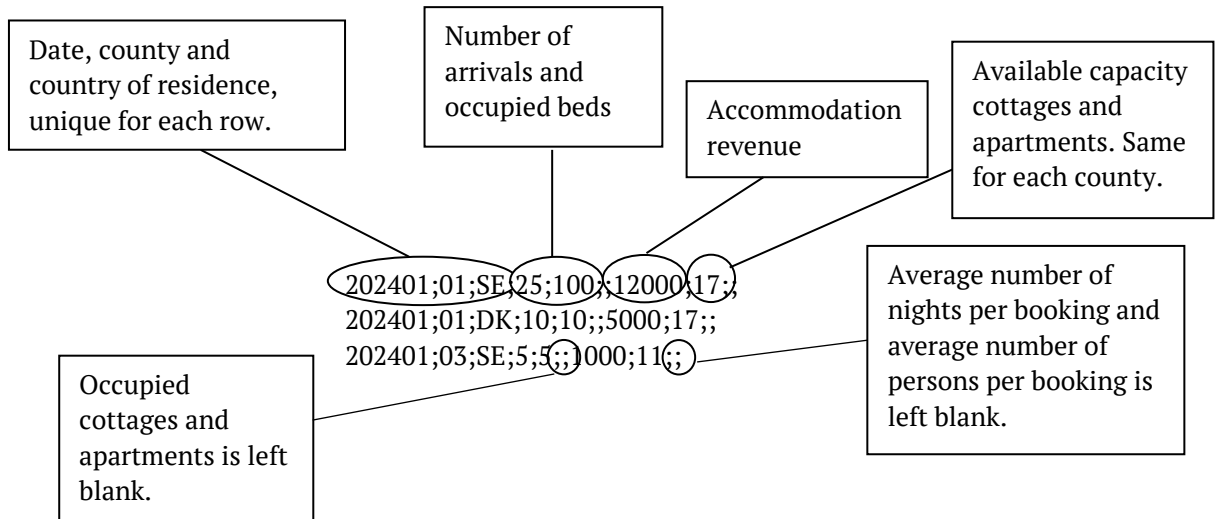 Date, county and
country of residence,
unique for each row.
Number of
arrivals and
occupied beds
Accommodation
revenue
Available capacity
cottages and
apartments. Same
for each county.
202401;01;SE;25;100;;12000;17;;
202401;01;DK;10;10;;5000;17;;
202401;03;SE;5;5;;1000;11;;
Average number of
nights per booking and
average number of
persons per booking is
left blank.
Occupied
cottages and
apartments is left
blank.